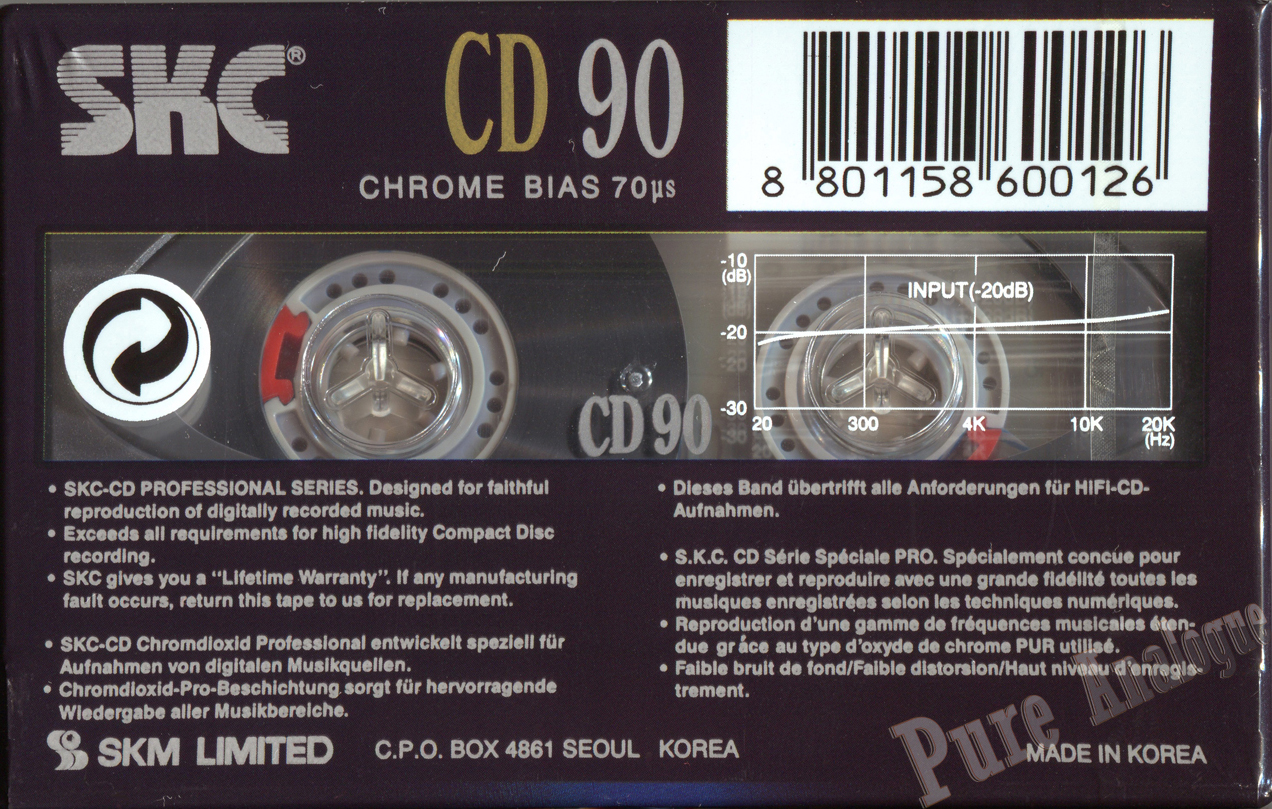 SKC®
CD 90
CHROME BIAS 70µs
8 801158 600126
-10
(dB)
INPUT(-20dB)
-20
-30
20 300 4K 10K 20K
(Hz)
CD 90
• SKC-CD PROFESSIONAL SERIES. Designed for faithful
reproduction of digitally recorded music.
• Exceeds all requirements for high fidelity Compact Disc
recording.
• SKC gives you a "Lifetime Warranty". If any manufacturing
fault occurs, return this tape to us for replacement.
• SKC-CD Chromdioxid Professional entwickelt speziell für
Aufnahmen von digitalen Musikquellen.
• Chromdioxid-Pro-Beschichtung sorgt für hervorragende
Wiedergabe aller Musikbereiche.
• Dieses Band übertrifft alle Anforderungen für HiFi-CD-
Aufnahmen.
• S.K.C. CD Série Spéciale PRO. Spécialement concue pour
enregistrer et reproduire avec une grande fidélité toutes les
musiques enregistrées selon les techniques numériques.
• Reproduction d'une gamme de fréquences musicales éten-
due grâce au type d'oxyde de chrome PUR utilisé.
• Faible bruit de fond/Faible distorsion/Haut niveau d'enregis-
trement.
SKM LIMITED C.P.O. BOX 4861 SEOUL KOREA
MADE IN KOREA
Pure Analogue